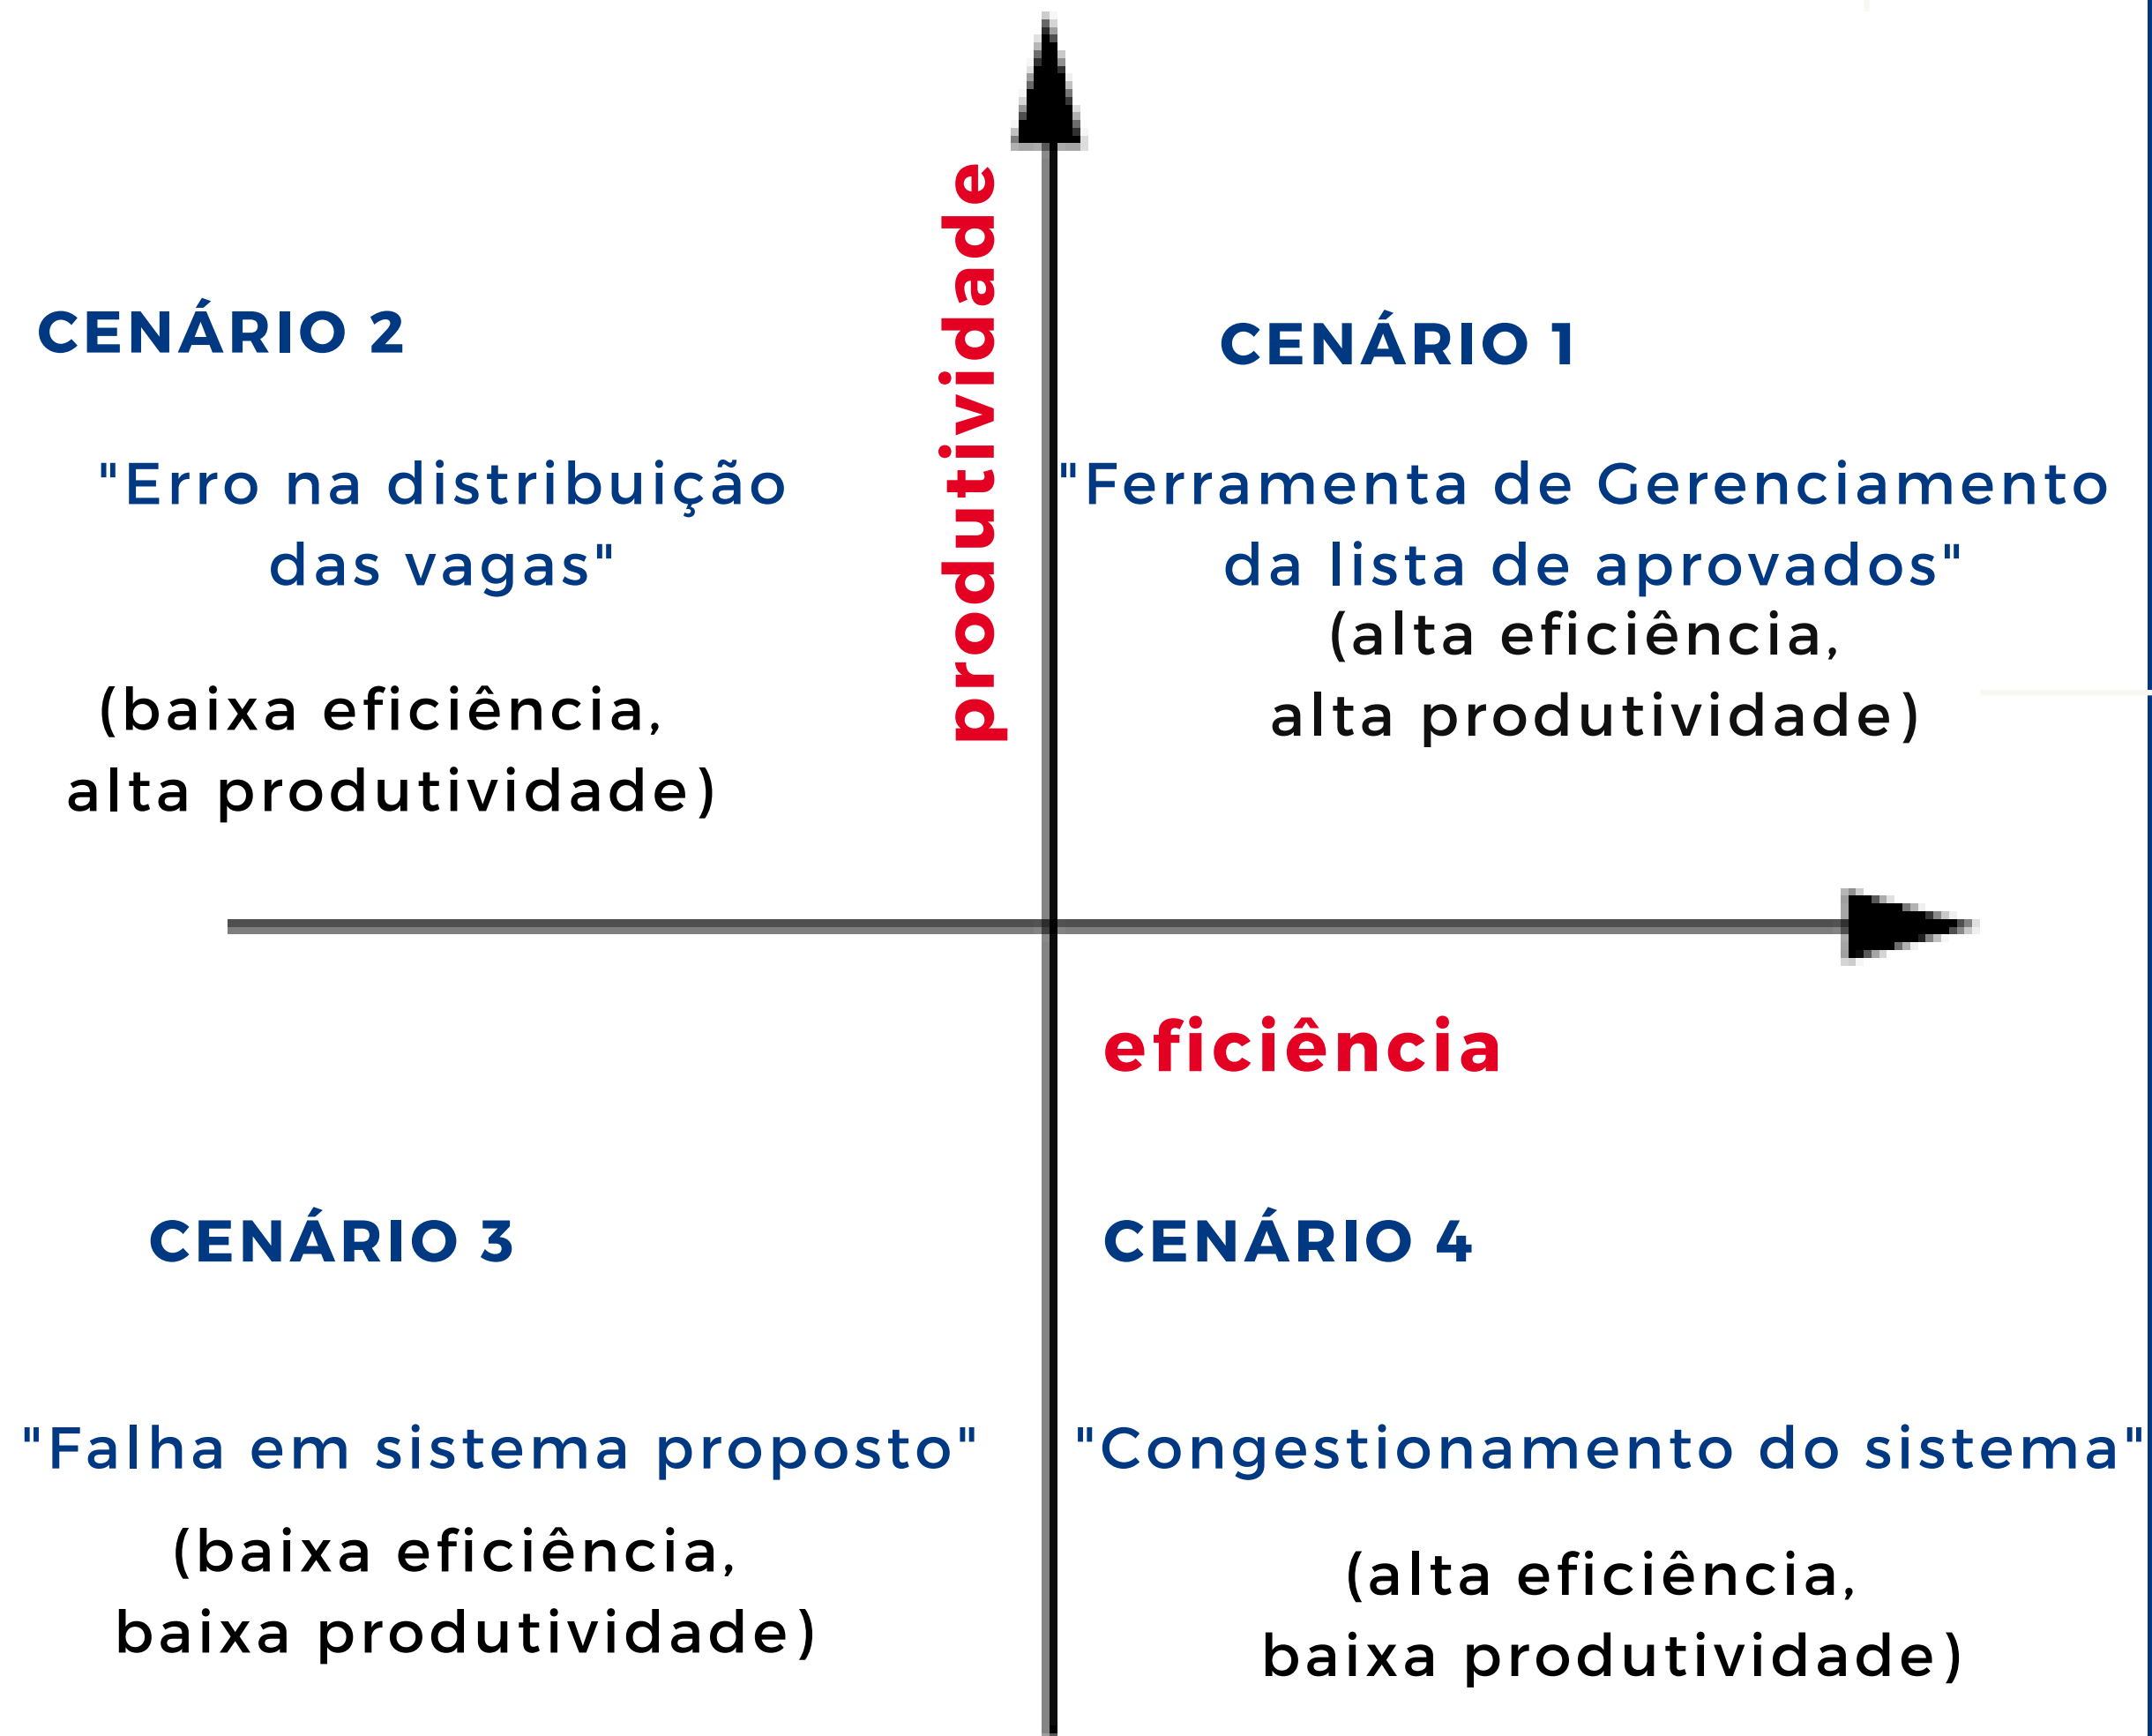 produtividade
CENÁRIO 2
"Erro na distribuição
das vagas"
(baixa eficiência,
alta produtividade)
CENÁRIO 1
"Ferramenta de Gerenciamento
da lista de aprovados"
(alta eficiência,
alta produtividade)
eficiência
CENÁRIO 3
"Falha em sistema proposto"
(baixa eficiência,
baixa produtividade)
CENÁRIO 4
"Congestionamento do sistema"
(alta eficiência,
baixa produtividade)